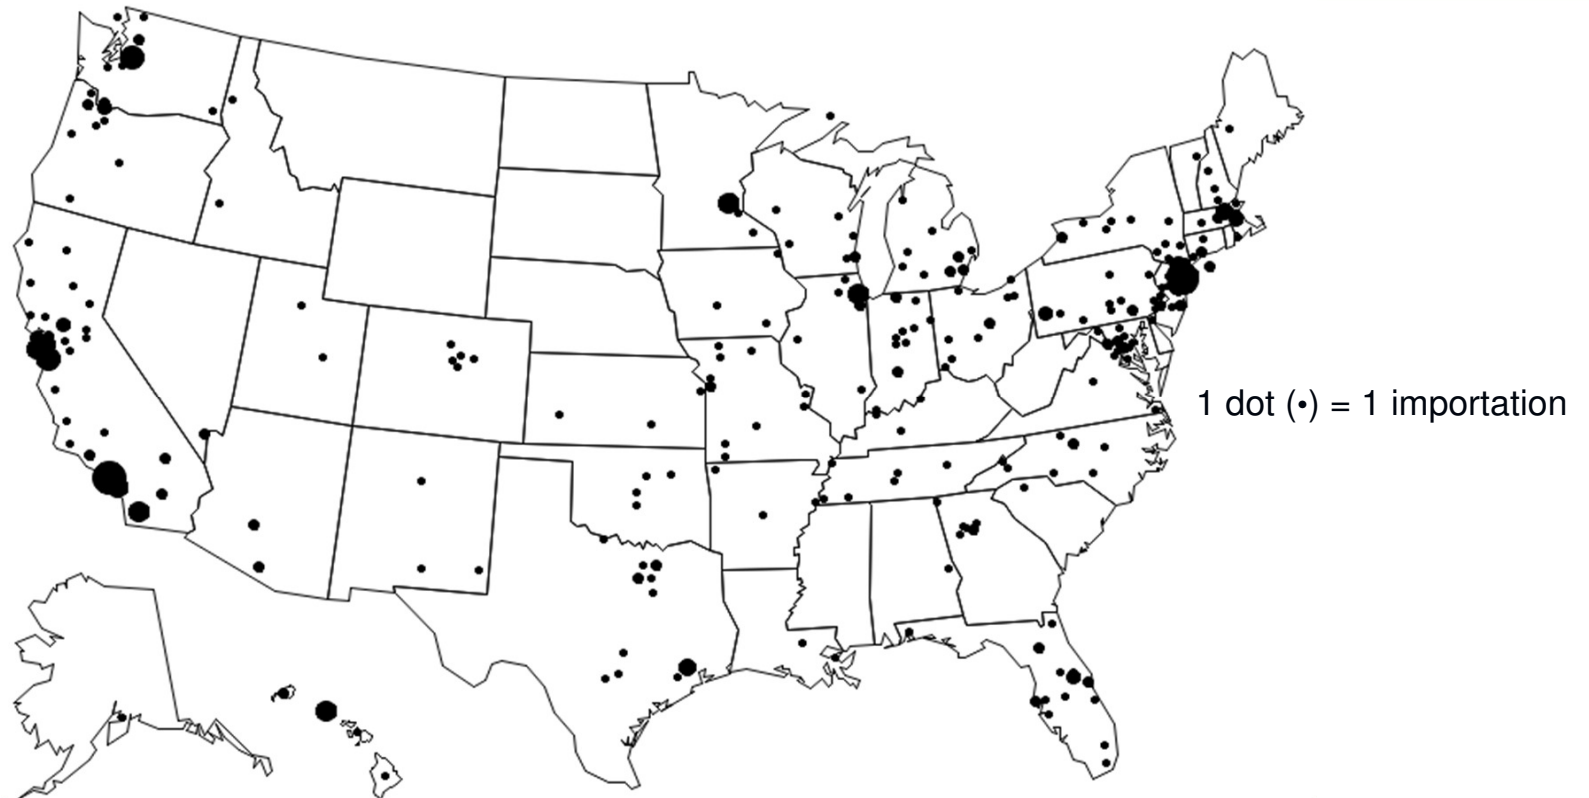 1 dot (•) = 1 importation